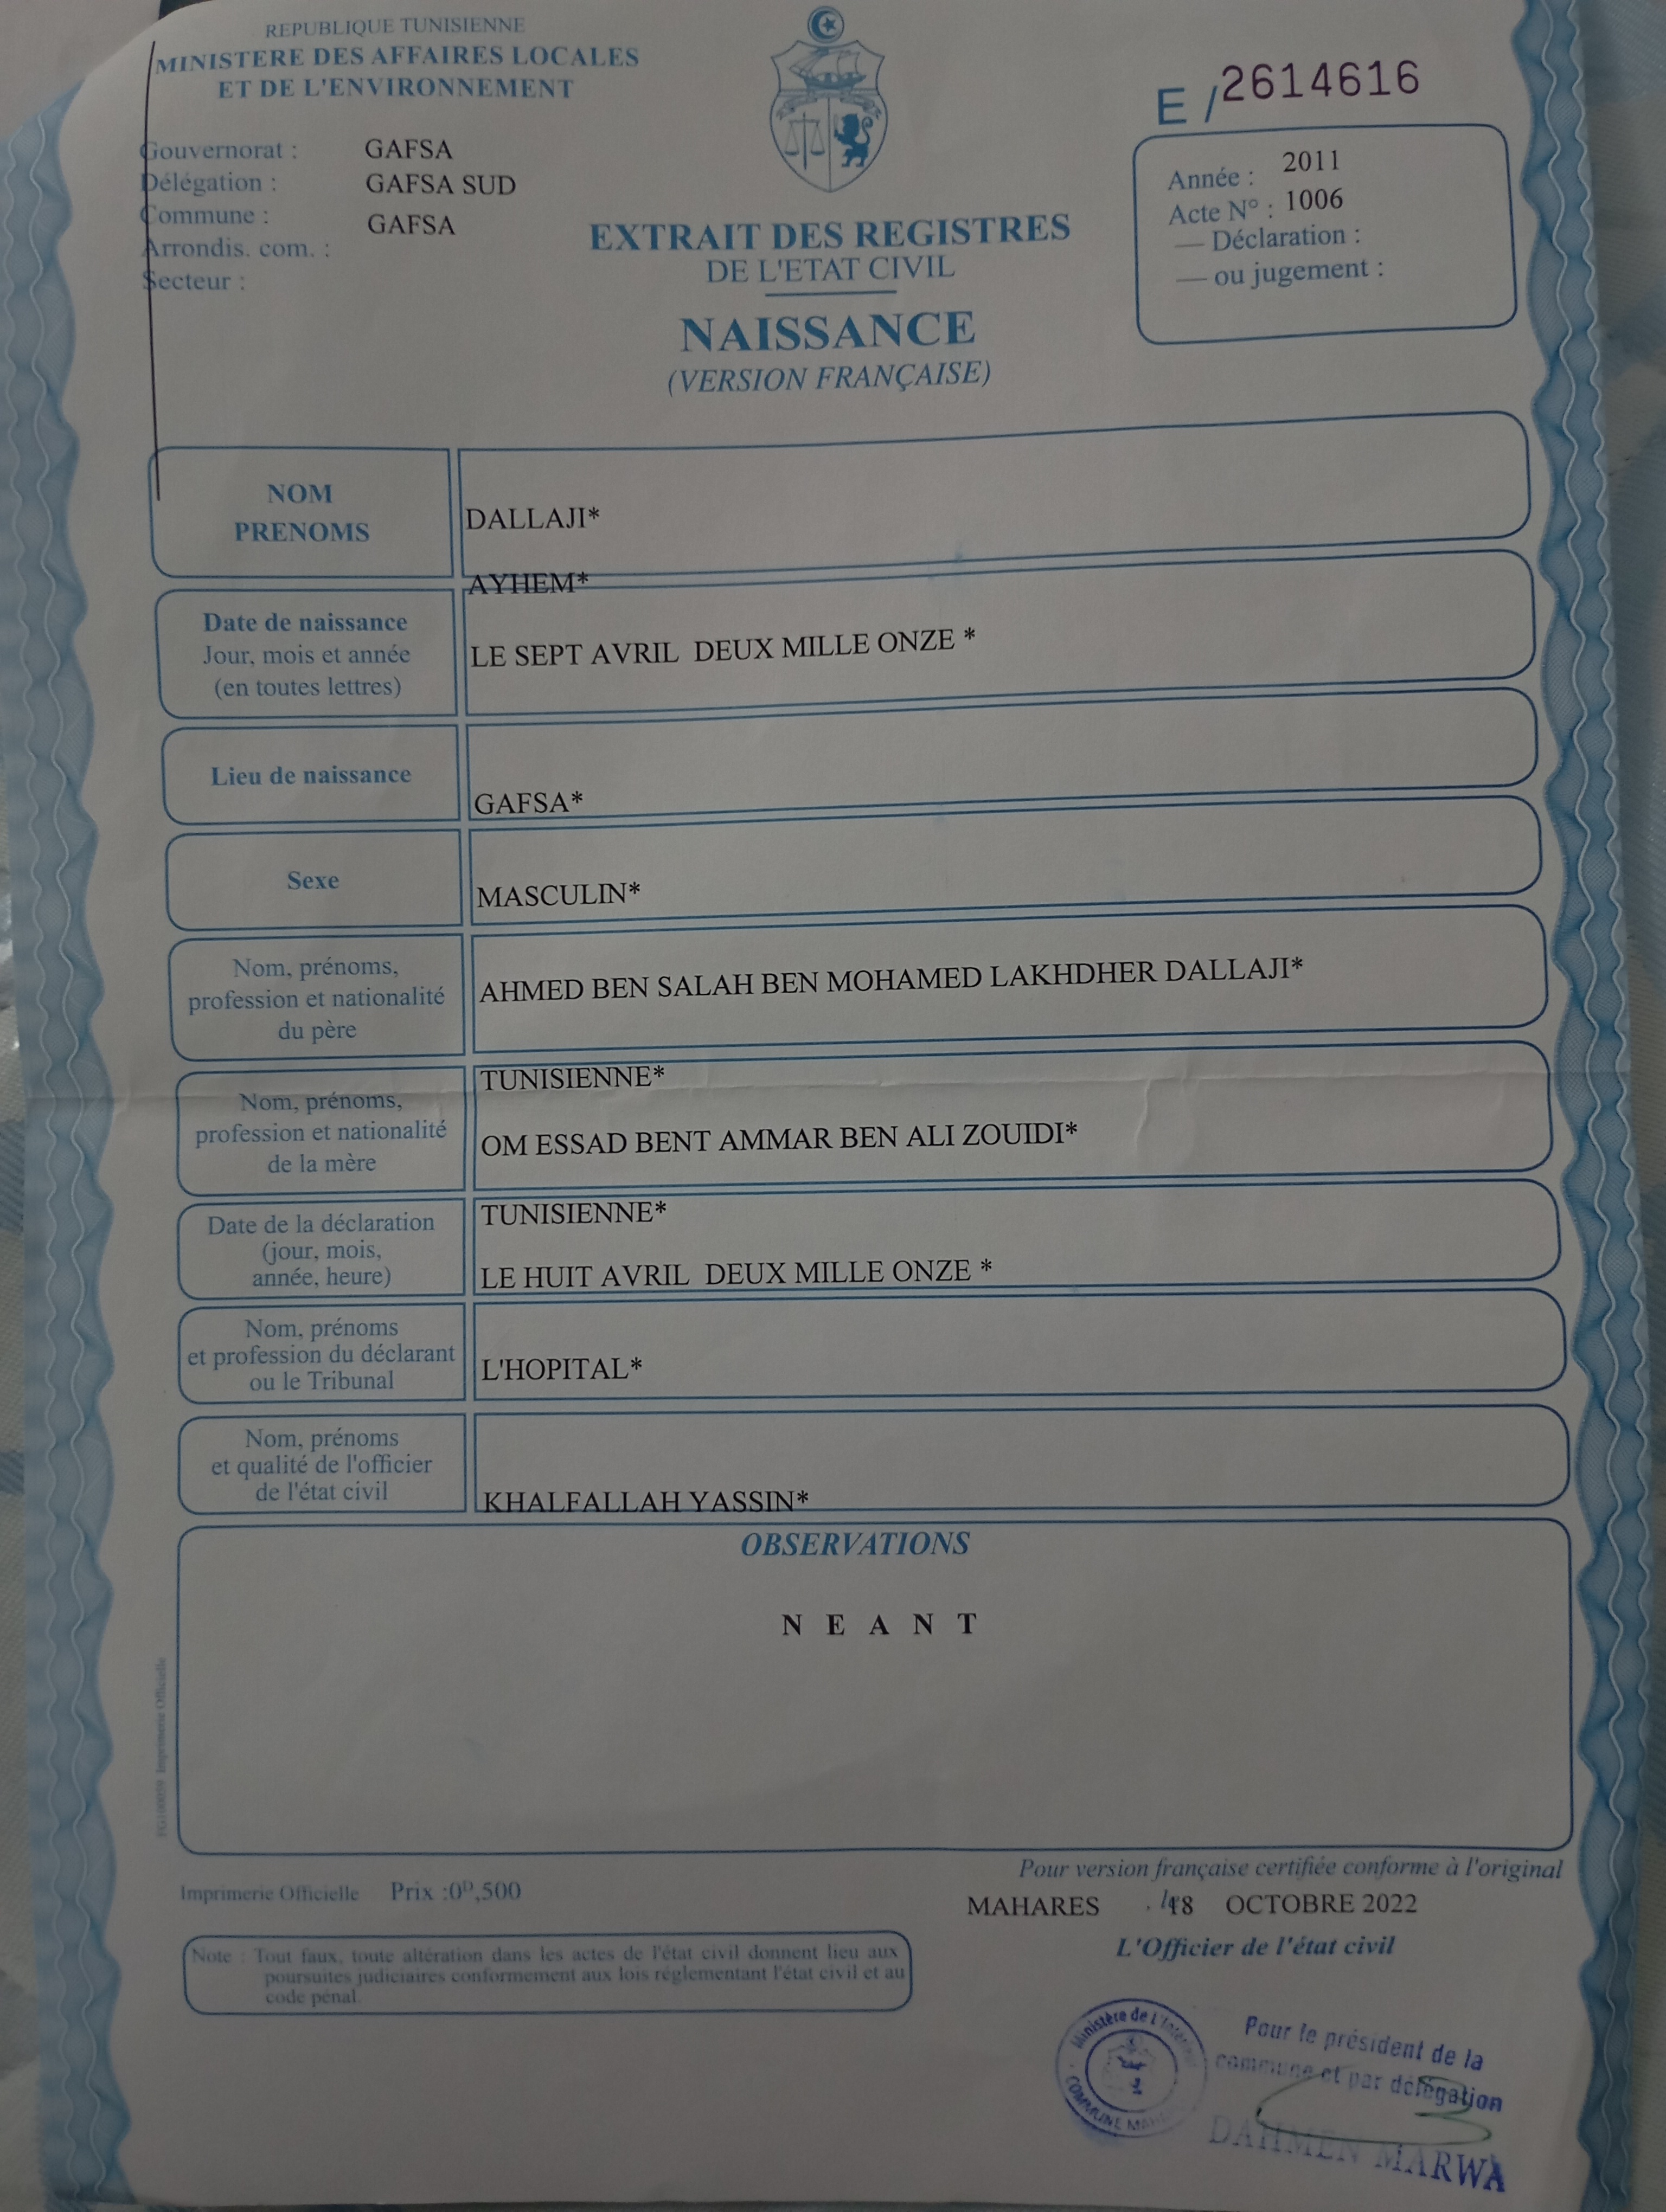 REPUBLIQUE TUNISIENNE
MINISTERE DES AFFAIRES LOCALES
ET DE L'ENVIRONNEMENT
Gouvernorat : GAFSA
Délégation : GAFSA SUD
Commune : GAFSA
Arrondis. com. :
Secteur :
E / 2614616
Année : 2011
Acte N° : 1006
— Déclaration :
— ou jugement :
EXTRAIT DES REGISTRES
DE L'ETAT CIVIL
NAISSANCE
(VERSION FRANÇAISE)
NOM
PRENOMS
DALLAJI*
AYHEM*
Date de naissance
Jour, mois et année
(en toutes lettres)
LE SEPT AVRIL DEUX MILLE ONZE *
Lieu de naissance
GAFSA*
Sexe
MASCULIN*
Nom, prénoms,
profession et nationalité
du père
AHMED BEN SALAH BEN MOHAMED LAKHDHER DALLAJI*
TUNISIENNE*
Nom, prénoms,
profession et nationalité
de la mère
OM ESSAD BENT AMMAR BEN ALI ZOUIDI*
TUNISIENNE*
Date de la déclaration
(jour, mois,
année, heure)
LE HUIT AVRIL DEUX MILLE ONZE *
Nom, prénoms
et profession du déclarant
ou le Tribunal
L'HOPITAL*
Nom, prénoms
et qualité de l'officier
de l'état civil
KHALFALLAH YASSIN*
OBSERVATIONS
N E A N T
Imprimerie Officielle
Pour version française certifiée conforme à l'original
Imprimerie Officielle Prix :0ᴰ,500
MAHARES . le 18 OCTOBRE 2022
L'Officier de l'état civil
Note : Tout faux, toute altération dans les actes de l'état civil donnent lieu aux
poursuites judiciaires conformement aux lois réglementant l'état civil et au
code pénal.
Ministère de L'Intér
COMMUNE MAH
Pour le président de la
commune et par délégation
DAHMEN MARWA